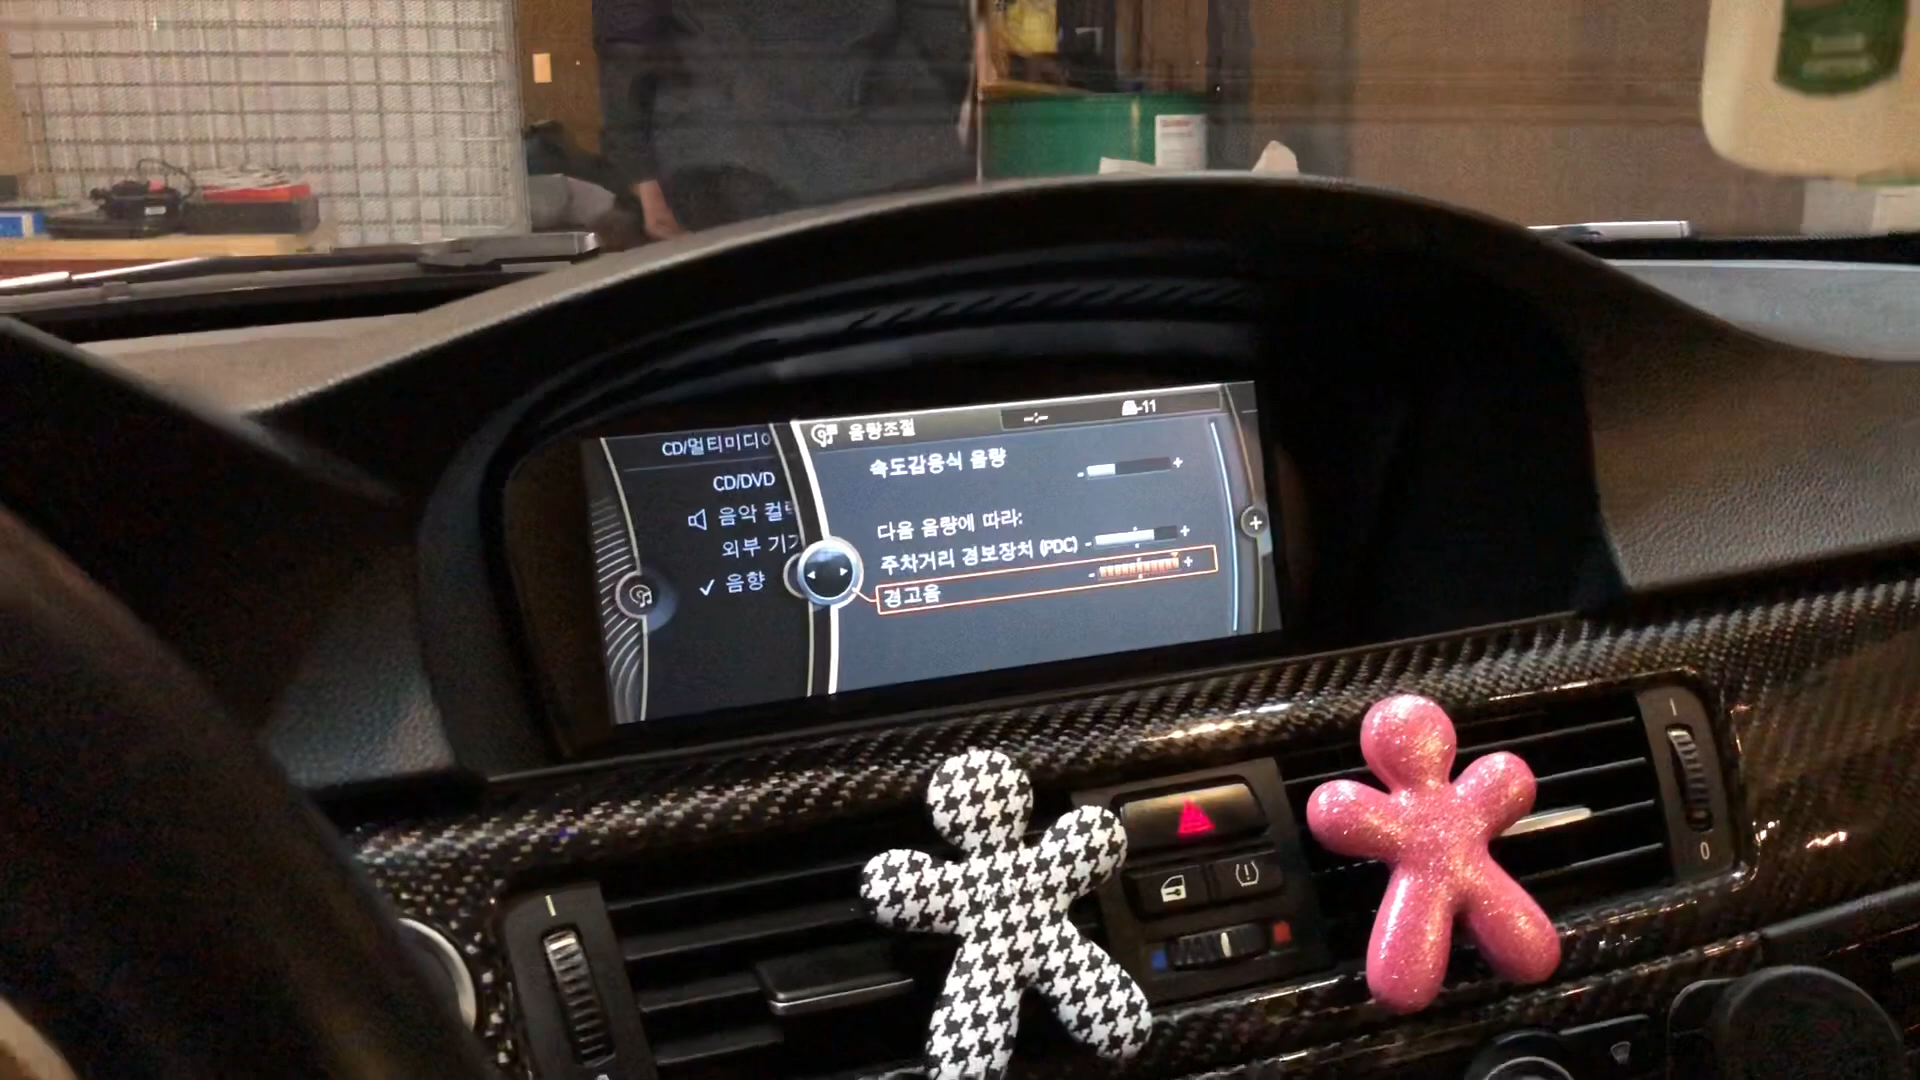 CD/멀티미디어
CD/DVD
음악 컬렉
외부 기기
✓ 음향
음량조절
--:--
-11
속도감응식 음량
- +
다음 음량에 따라:
주차거리 경보장치 (PDC)
- +
경고음
- +
+
0